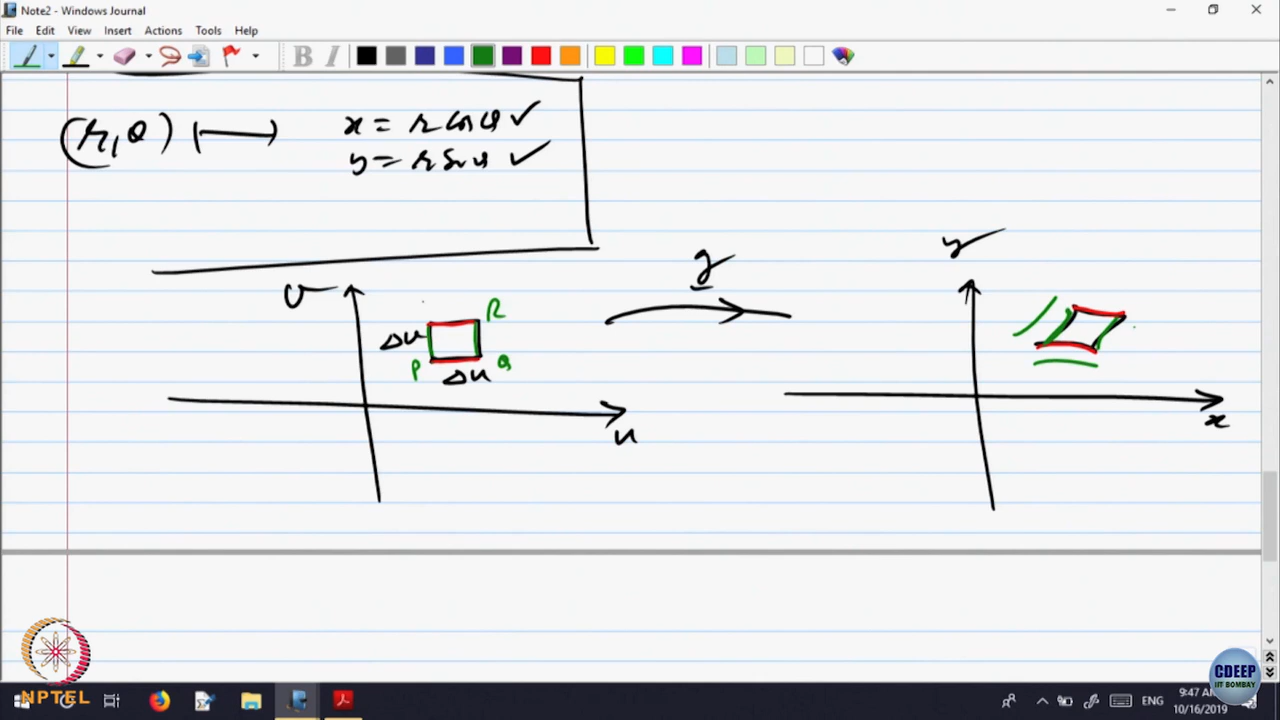 Note2 - Windows Journal
File Edit View Insert Actions Tools Help
B I
(r, θ) ⟼ x = r cos θ ✓
y = r sin θ ✓
v
g
y
R
Δu
P
Q
Δu
u
x
NPTEL
CDEEP
IIT BOMBAY
ENG
9:47 AM
10/16/2019